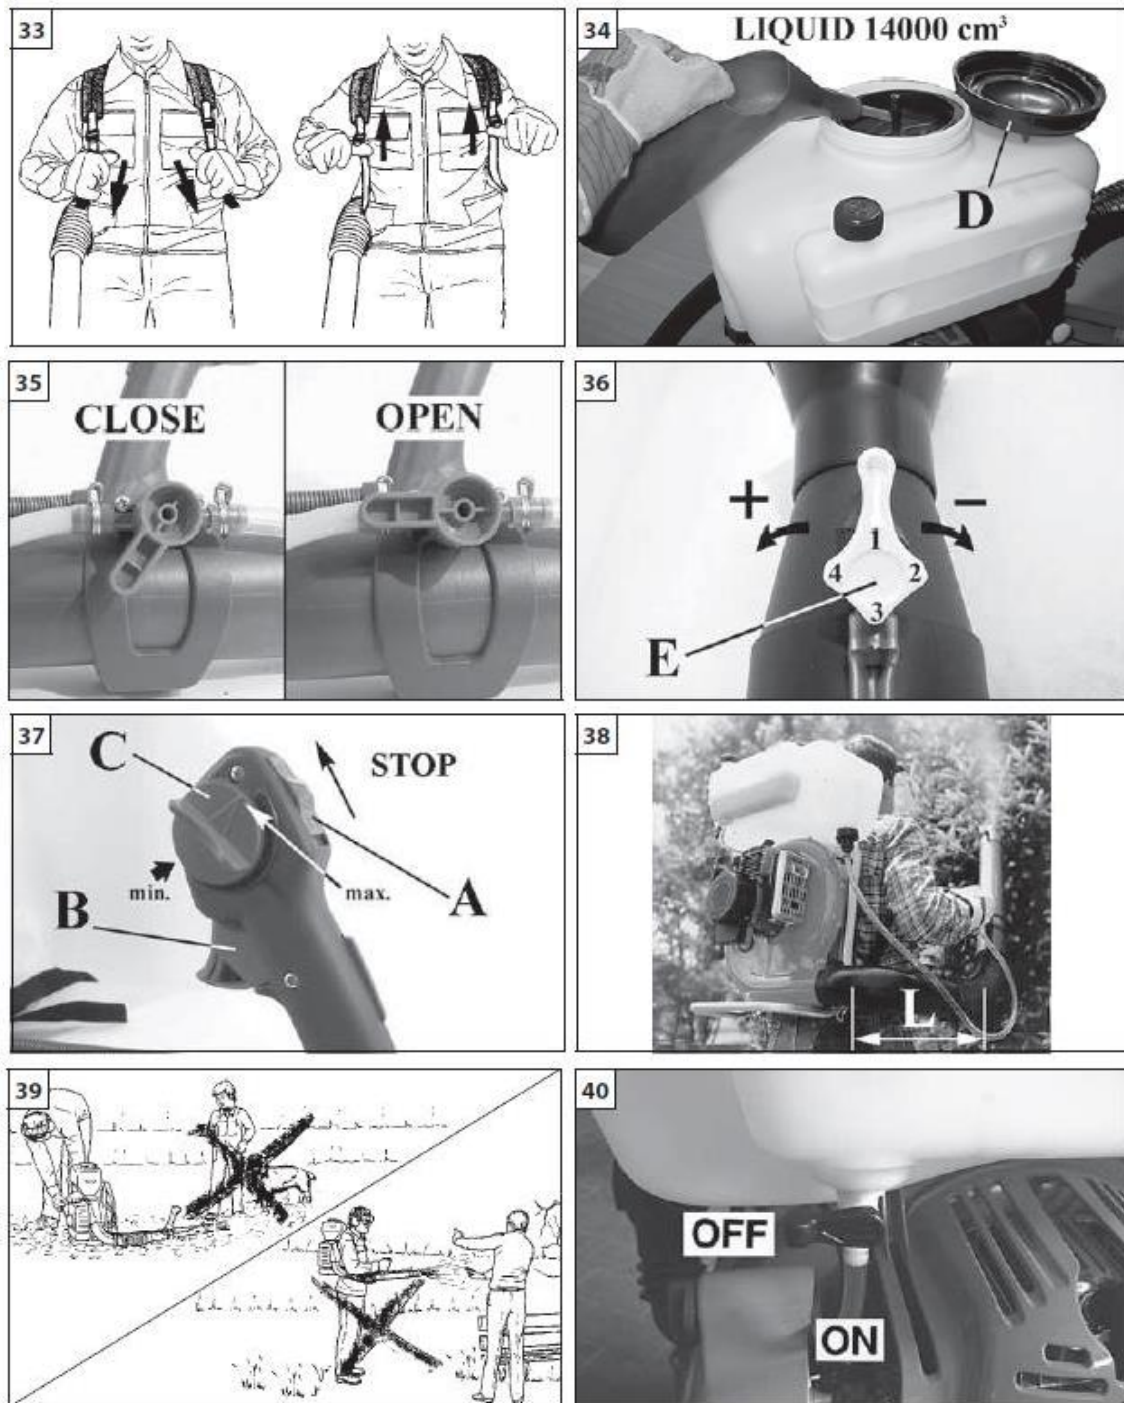 33
34
LIQUID 14000 cm³
D
35
CLOSE
OPEN
36
+
−
1
4
2
3
E
37
C
STOP
min.
max.
A
B
38
L
39
40
OFF
ON